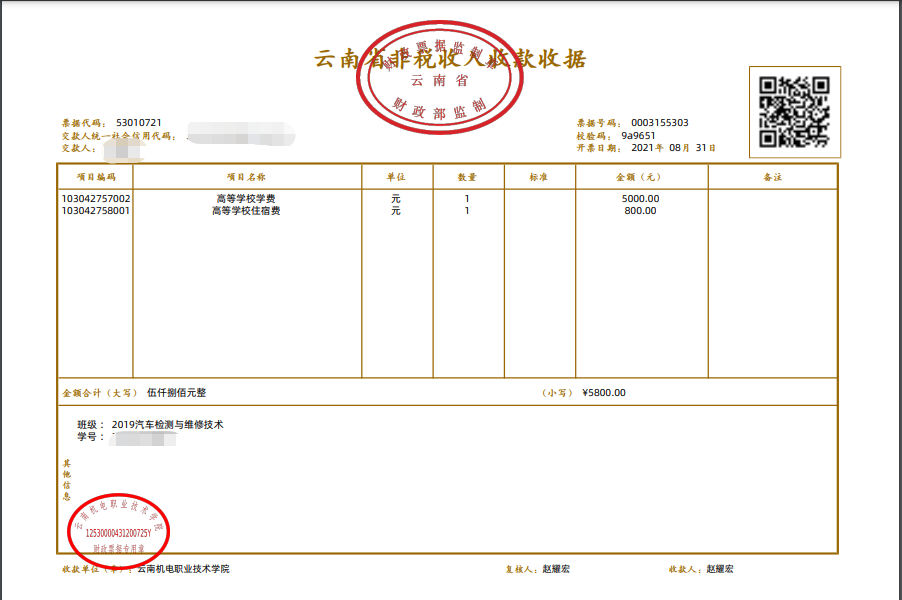 云南省非税收入收款收据
财政票据监制章
云南省
财政部监制
票据代码： 53010721
交款人统一社会信用代码：
交款人：
票据号码： 0003155303
校验码： 9a9651
开票日期： 2021年 08月 31日
项目编码 项目名称 单位 数量 标准 金额（元） 备注
103042757002 高等学校学费 元 1 5000.00
103042758001 高等学校住宿费 元 1 800.00
金额合计（大写） 伍仟捌佰元整 （小写） ¥5800.00
班级： 2019汽车检测与维修技术
学号：
其他信息
云南机电职业技术学院
12530000431200725Y
财政票据专用章
收款单位（章）：云南机电职业技术学院 复核人：赵耀宏 收款人：赵耀宏